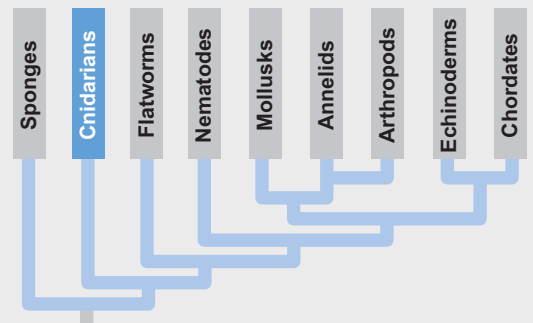 Sponges
Cnidarians
Flatworms
Nematodes
Mollusks
Annelids
Arthropods
Echinoderms
Chordates